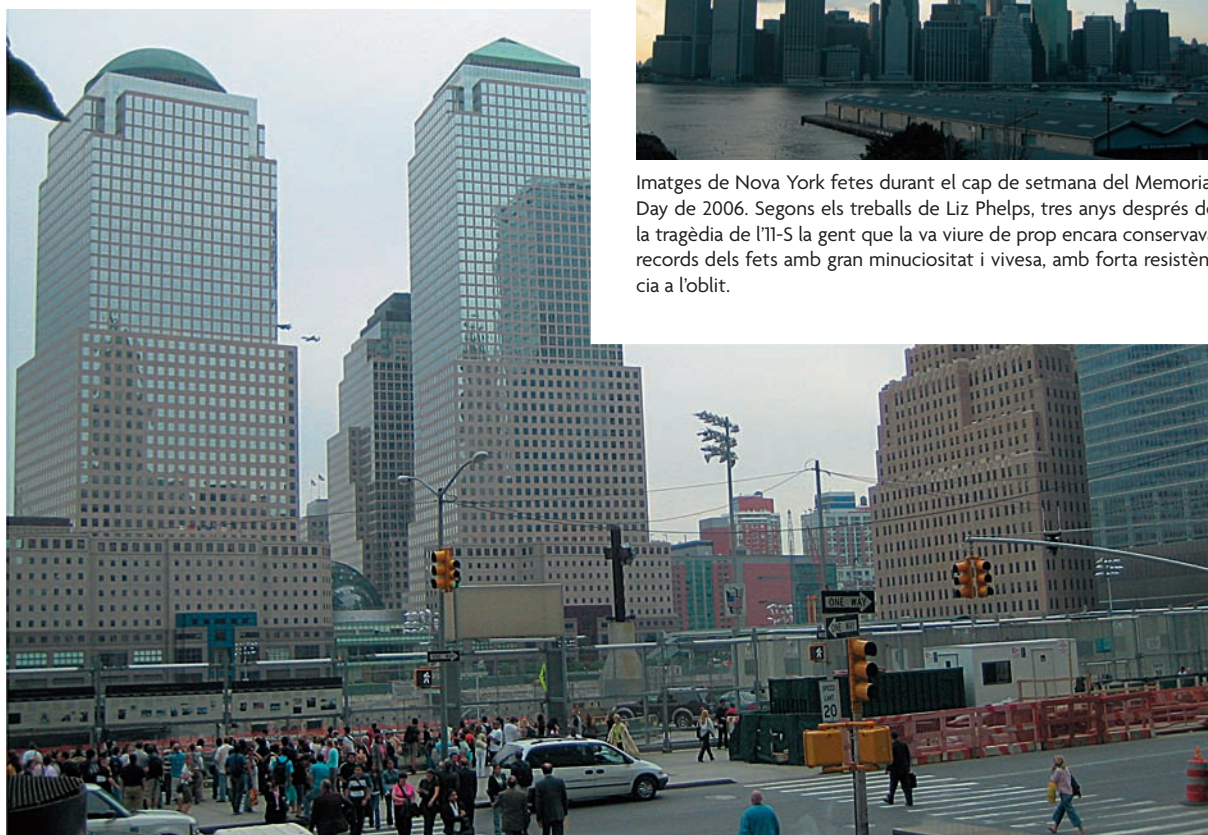 Imatges de Nova York fetes durant el cap de setmana del Memoria
Day de 2006. Segons els treballs de Liz Phelps, tres anys després de
la tragèdia de l'11-S la gent que la va viure de prop encara conservava
records dels fets amb gran minuciositat i vivesa, amb forta resistèn
cia a l'oblit.
ONE WAY
ONE WAY
SPEED
LIMIT
20